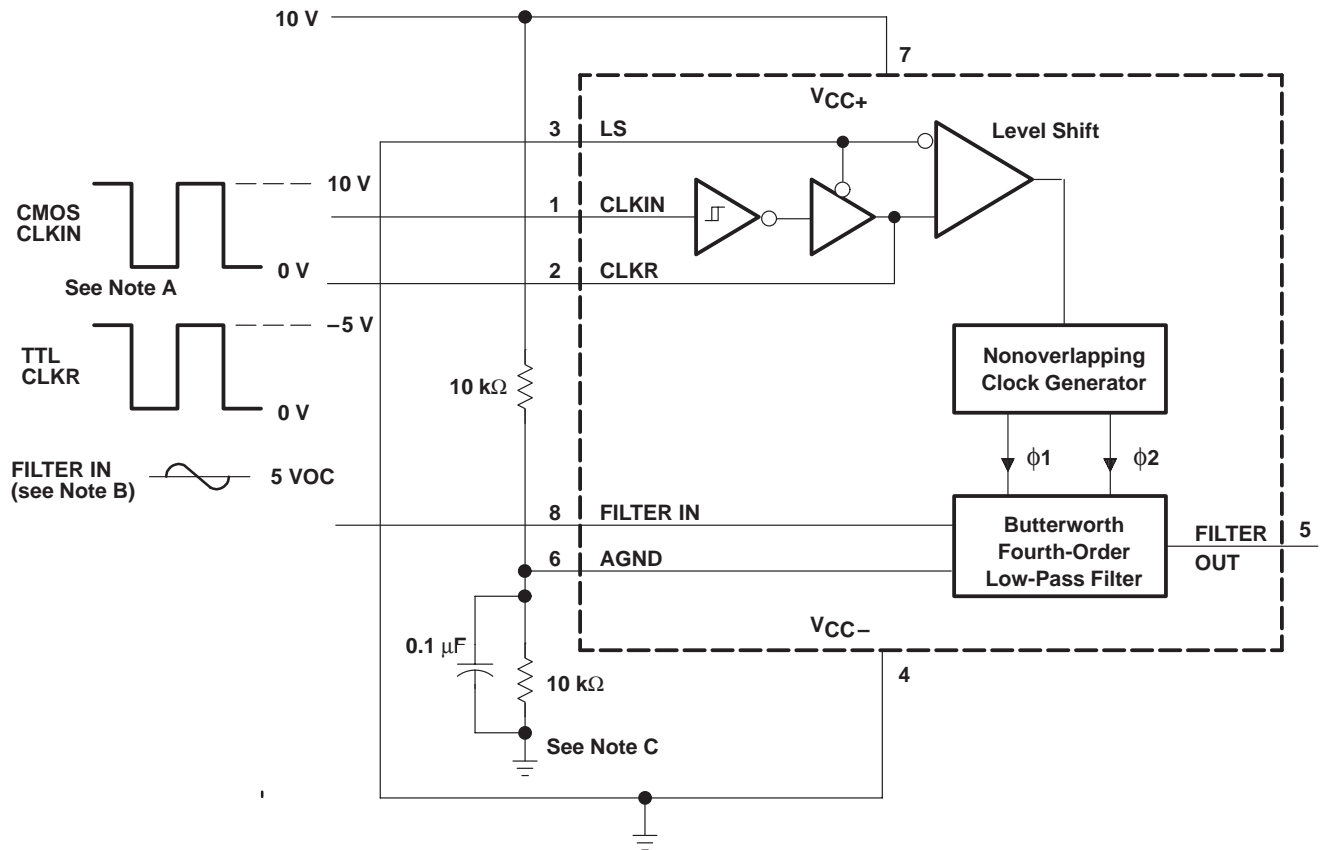 10 V
7
VCC+
3 LS
Level Shift
10 V
CMOS
CLKIN
1 CLKIN
0 V
2 CLKR
See Note A
–5 V
TTL
CLKR
0 V
Nonoverlapping
Clock Generator
10 kΩ
ϕ1 ϕ2
FILTER IN
(see Note B)
5 VOC
8 FILTER IN
Butterworth
Fourth-Order
Low-Pass Filter
FILTER
OUT
5
6 AGND
VCC–
0.1 µF
10 kΩ
4
See Note C